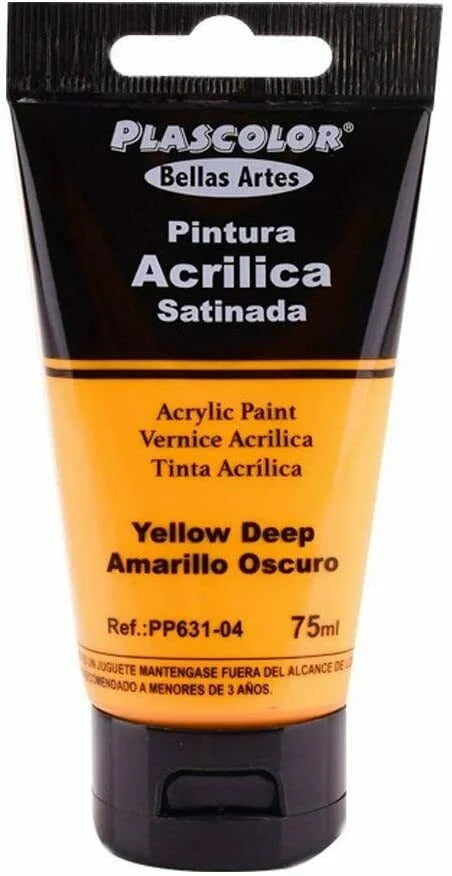 PLASCOLOR®
Bellas Artes
Pintura
Acrilica
Satinada
Acrylic Paint
Vernice Acrilica
Tinta Acrílica
Yellow Deep
Amarillo Oscuro
Ref.:PP631-04 75ml
UN JUGUETE MANTENGASE FUERA DEL ALCANCE DE
A MENORES DE 3 AÑOS.